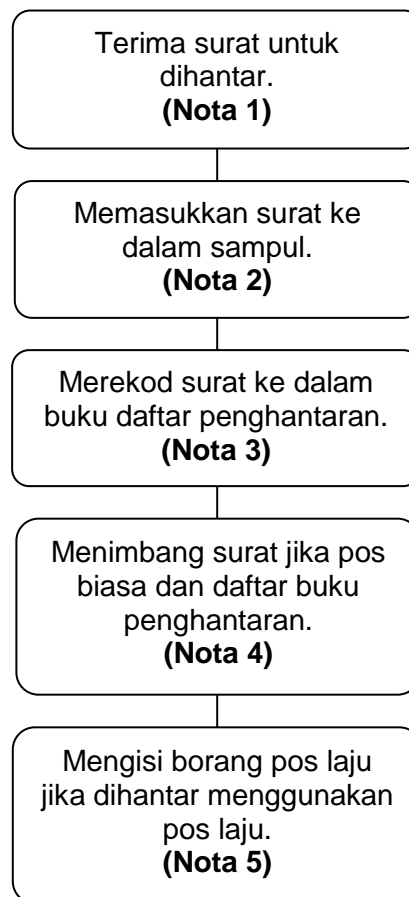 Terima surat untuk
dihantar.
(Nota 1)
Memasukkan surat ke
dalam sampul.
(Nota 2)
Merekod surat ke dalam
buku daftar penghantaran.
(Nota 3)
Menimbang surat jika pos
biasa dan daftar buku
penghantaran.
(Nota 4)
Mengisi borang pos laju
jika dihantar menggunakan
pos laju.
(Nota 5)